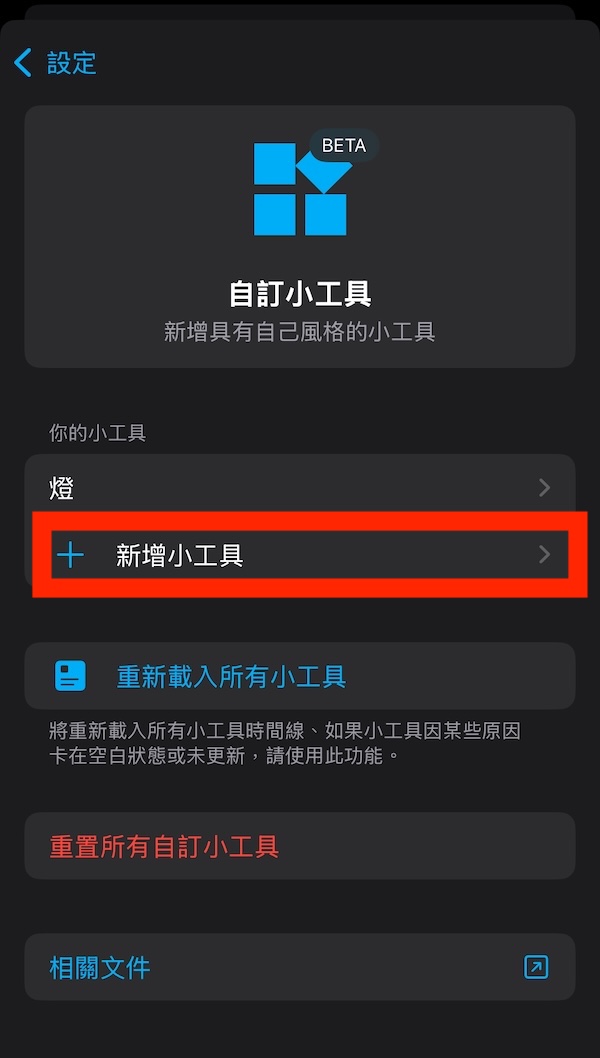 設定
BETA
自訂小工具
新增具有自己風格的小工具
你的小工具
燈
新增小工具
重新載入所有小工具
將重新載入所有小工具時間線、如果小工具因某些原因
卡在空白狀態或未更新，請使用此功能。
重置所有自訂小工具
相關文件